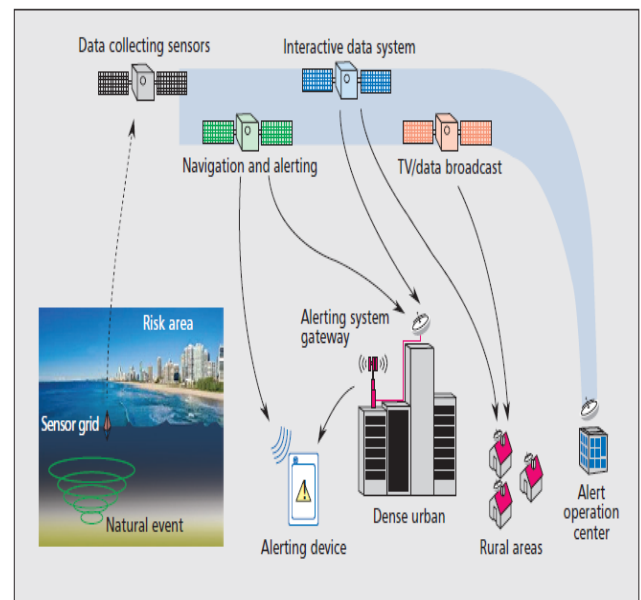 Data collecting sensors
Interactive data system
Navigation and alerting
TV/data broadcast
Risk area
Alerting system
gateway
Sensor grid
Natural event
Alerting device
Dense urban
Rural areas
Alert
operation
center